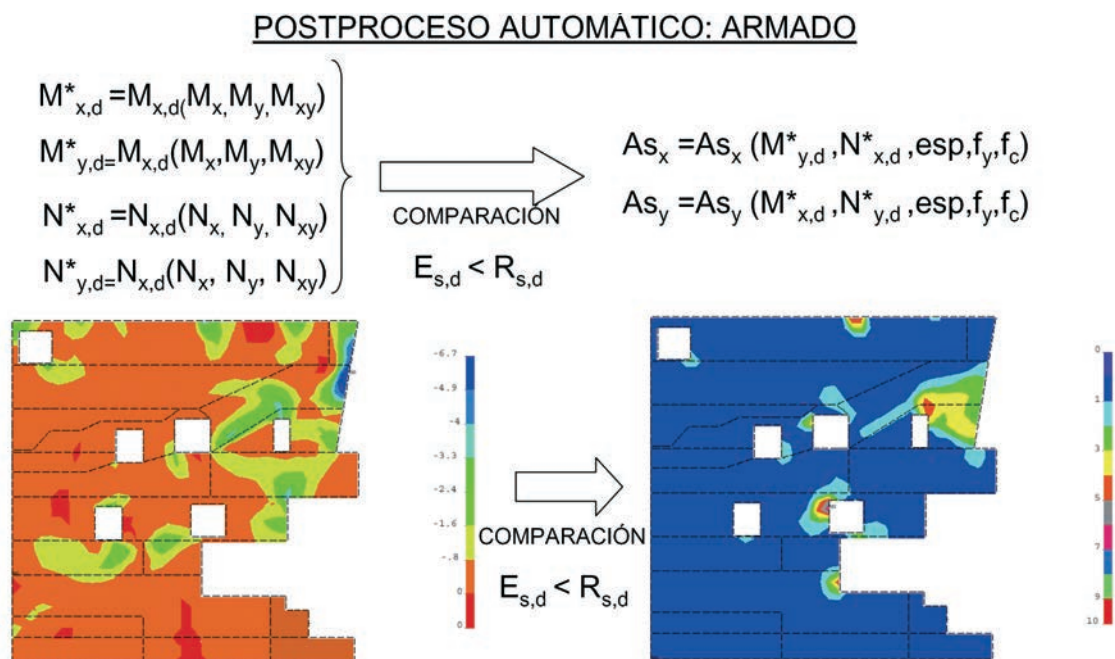 POSTPROCESO AUTOMÁTICO: ARMADO
M*x,d =Mx,d(Mx,My,Mxy)
M*y,d=Mx,d(Mx,My,Mxy)
N*x,d =Nx,d(Nx, Ny, Nxy)
N*y,d=Nx,d(Nx, Ny, Nxy)
COMPARACIÓN
Es,d < Rs,d
Asx =Asx (M*y,d ,N*x,d ,esp,fy,fc)
Asy =Asy (M*x,d ,N*y,d ,esp,fy,fc)
-6.7
-4.9
-4
-3.3
-2.4
-1.6
-.8
0
0
COMPARACIÓN
Es,d < Rs,d
0
1
3
4
5
7
9
10